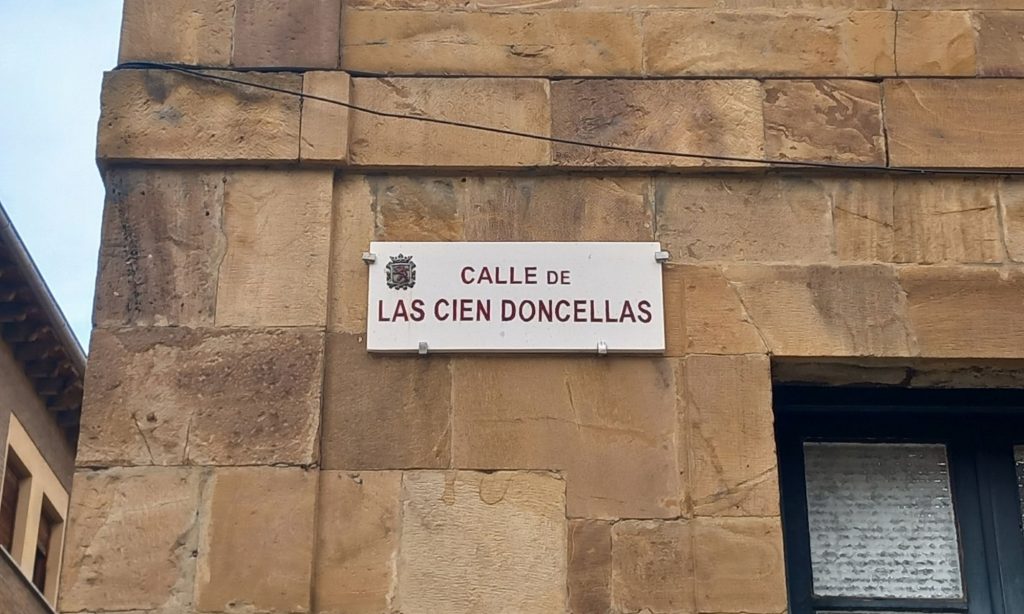 CALLE DE
LAS CIEN DONCELLAS